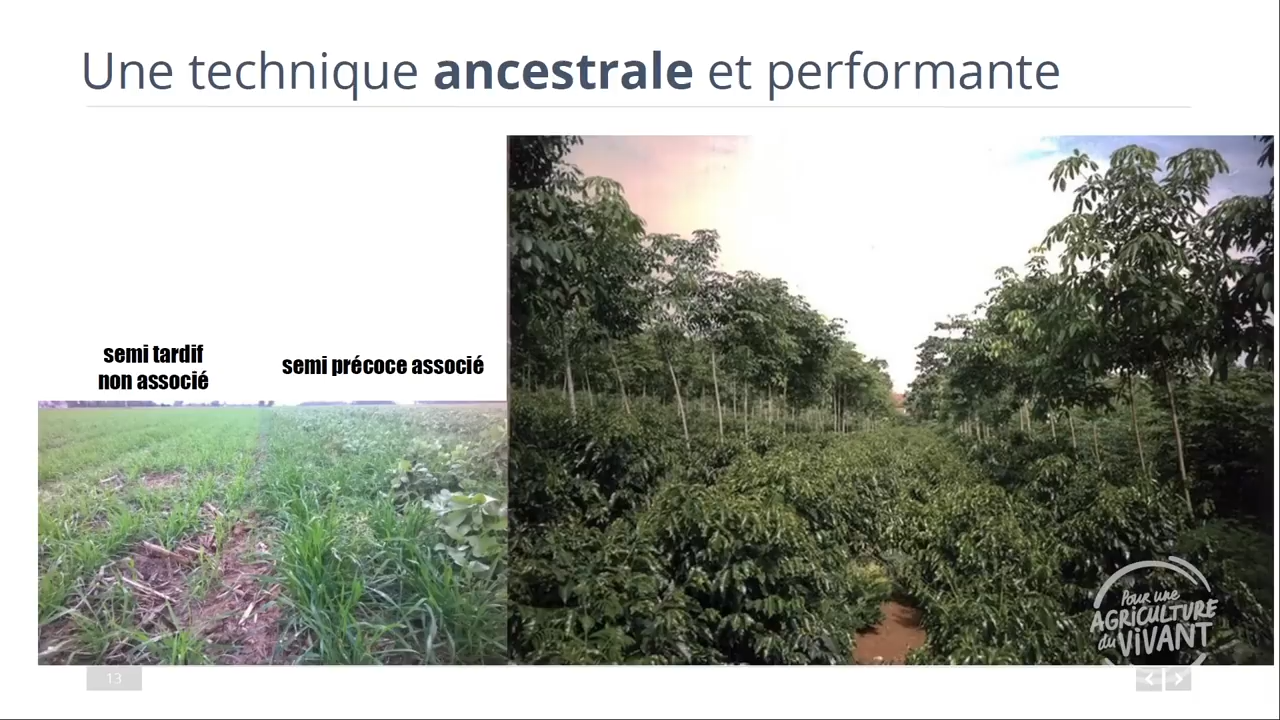 Une technique ancestrale et performante
semi tardif
non associé
semi précoce associé
Pour une
AGRICULTURE
du VIVANT
13